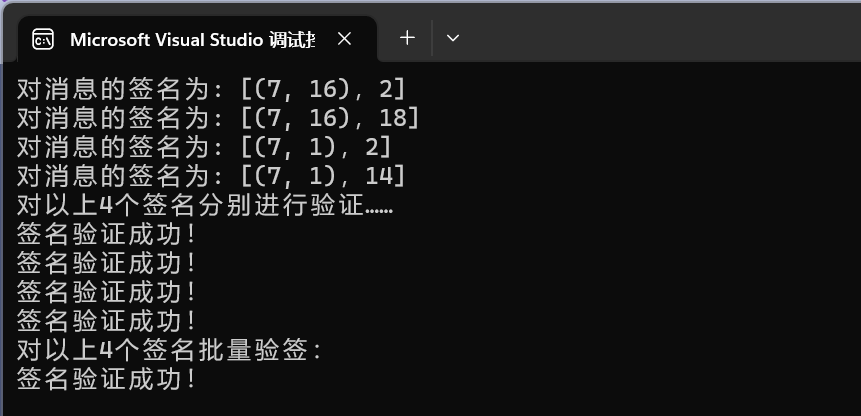 Microsoft Visual Studio 调试控
对消息的签名为: [(7, 16), 2]
对消息的签名为: [(7, 16), 18]
对消息的签名为: [(7, 1), 2]
对消息的签名为: [(7, 1), 14]
对以上4个签名分别进行验证……
签名验证成功!
签名验证成功!
签名验证成功!
签名验证成功!
对以上4个签名批量验签:
签名验证成功!